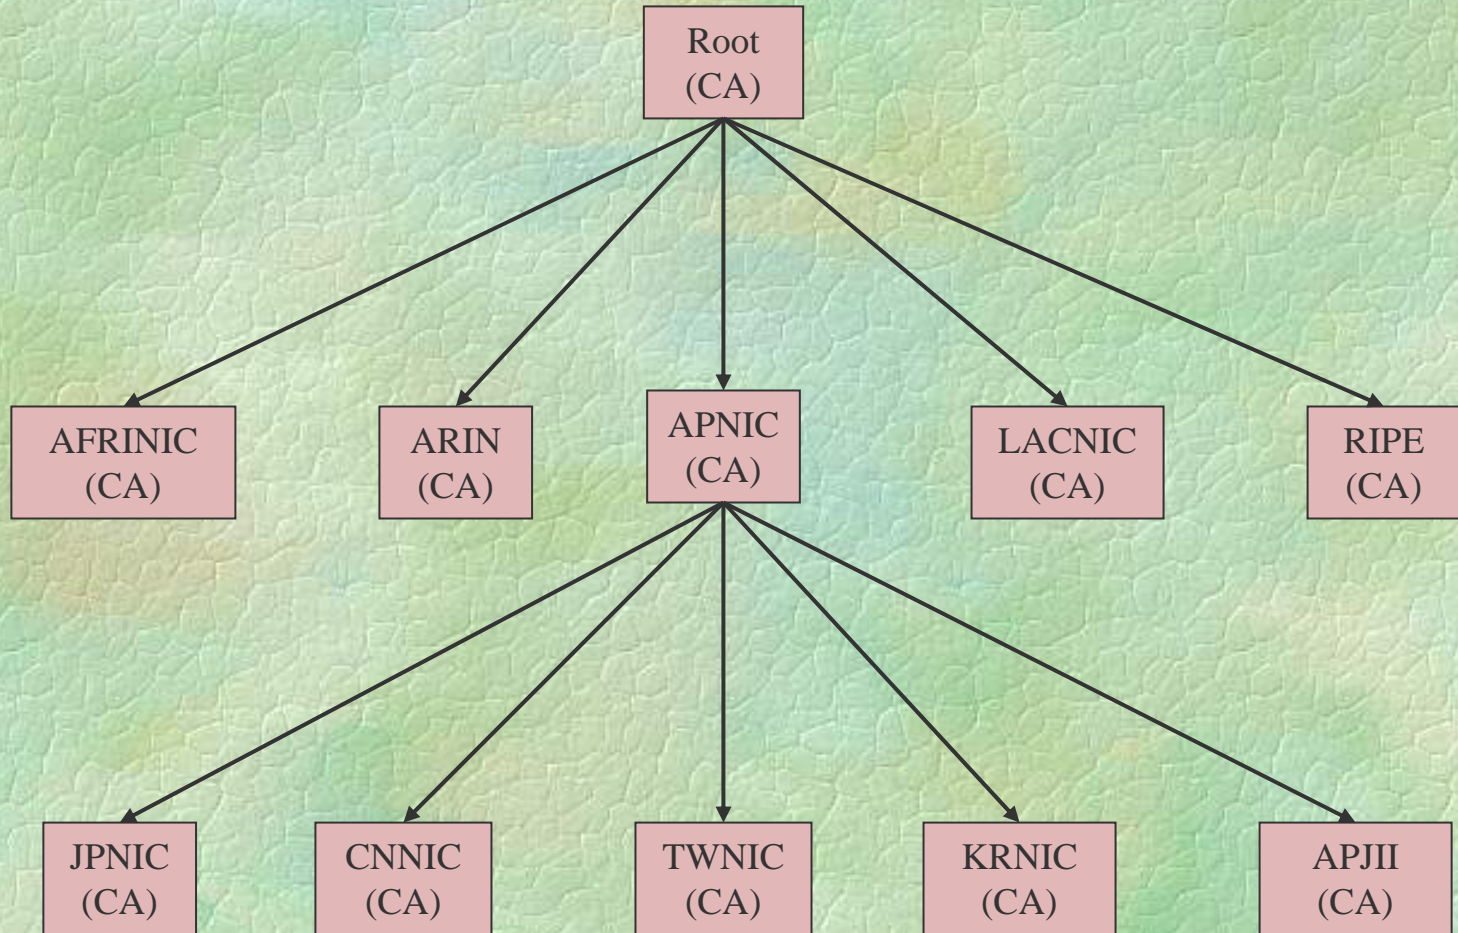 Root
(CA)
AFRINIC
(CA)
ARIN
(CA)
APNIC
(CA)
LACNIC
(CA)
RIPE
(CA)
JPNIC
(CA)
CNNIC
(CA)
TWNIC
(CA)
KRNIC
(CA)
APJII
(CA)